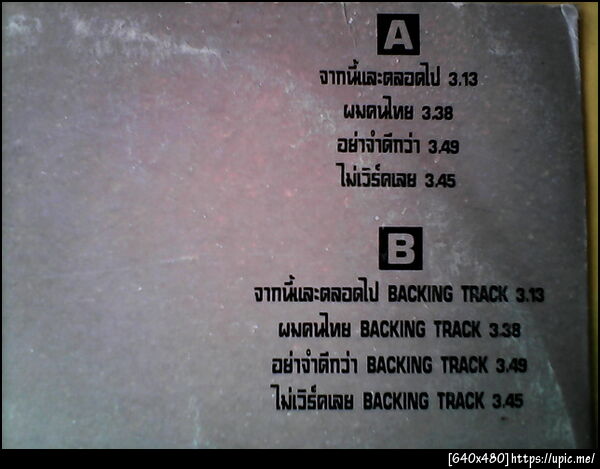 A
จากนี้และตลอดไป 3.13
ผมคนไทย 3.38
อย่าจำดีกว่า 3.49
ไม่เวิร์คเลย 3.45
B
จากนี้และตลอดไป BACKING TRACK 3.13
ผมคนไทย BACKING TRACK 3.38
อย่าจำดีกว่า BACKING TRACK 3.49
ไม่เวิร์คเลย BACKING TRACK 3.45
[640x480]https://upic.me/